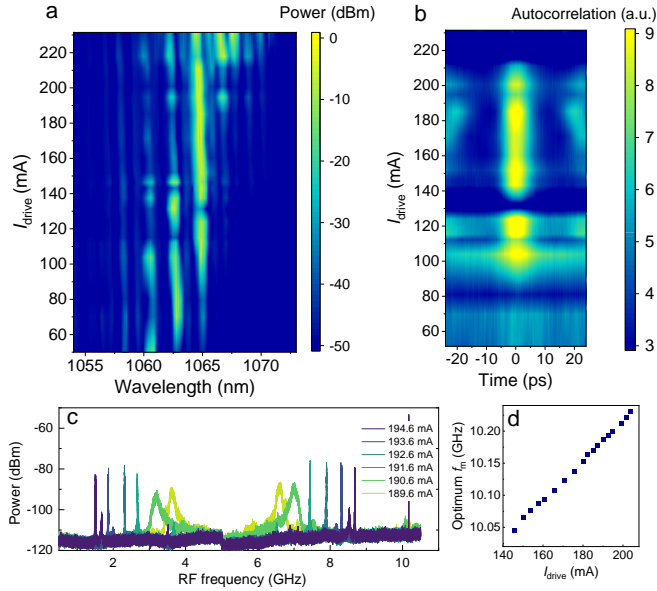 a
Power (dBm)
220
200
180
160
140
120
100
80
60
I_drive (mA)
1055
1060
1065
1070
Wavelength (nm)
0
-10
-20
-30
-40
-50
b
Autocorrelation (a.u.)
220
200
180
160
140
120
100
80
60
I_drive (mA)
-20
-10
0
10
20
Time (ps)
9
8
7
6
5
4
3
c
-60
-80
-100
-120
Power (dBm)
194.6 mA
193.6 mA
192.6 mA
191.6 mA
190.6 mA
189.6 mA
2
4
6
8
10
RF frequency (GHz)
d
10.20
10.15
10.10
10.05
Optimum f_m (GHz)
140
160
180
200
I_drive (mA)